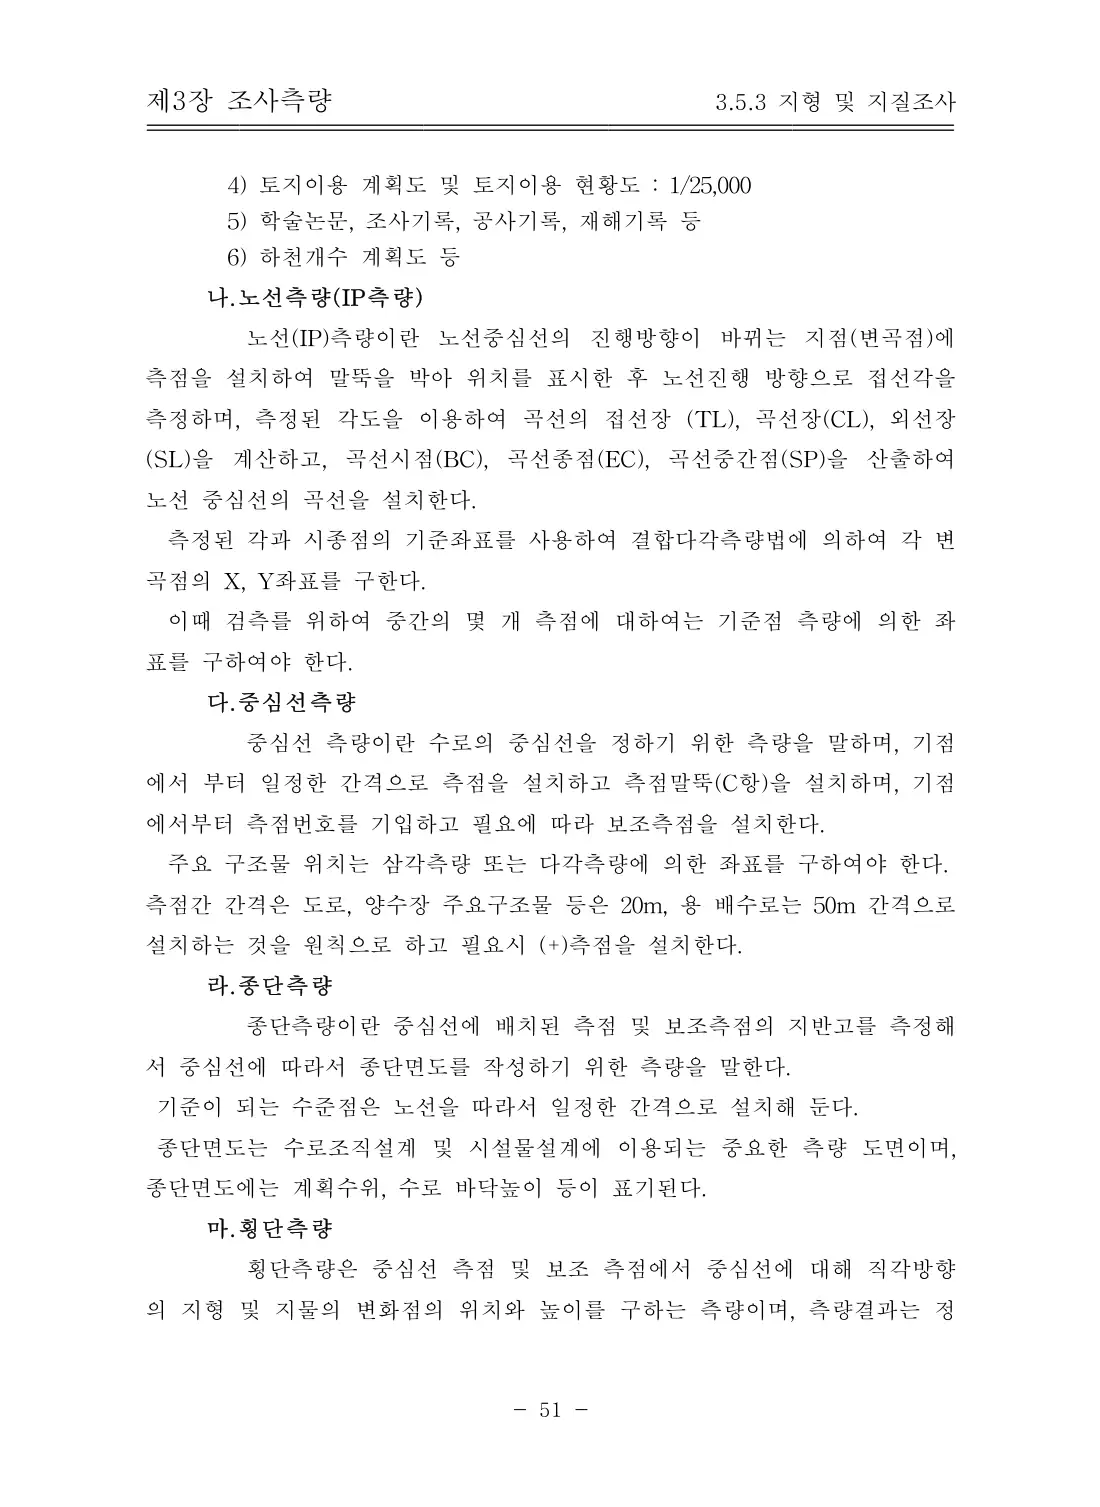 제3장 조사측량
3.5.3 지형 및 지질조사
4) 토지이용 계획도 및 토지이용 현황도 : 1/25,000
5) 학술논문, 조사기록, 공사기록, 재해기록 등
6) 하천개수 계획도 등
나.노선측량(IP측량)
노선(IP)측량이란 노선중심선의 진행방향이 바뀌는 지점(변곡점)에
측점을 설치하여 말뚝을 박아 위치를 표시한 후 노선진행 방향으로 접선각을
측정하며, 측정된 각도을 이용하여 곡선의 접선장 (TL), 곡선장(CL), 외선장
(SL)을 계산하고, 곡선시점(BC), 곡선종점(EC), 곡선중간점(SP)을 산출하여
노선 중심선의 곡선을 설치한다.
측정된 각과 시종점의 기준좌표를 사용하여 결합다각측량법에 의하여 각 변
곡점의 X, Y좌표를 구한다.
이때 검측를 위하여 중간의 몇 개 측점에 대하여는 기준점 측량에 의한 좌
표를 구하여야 한다.
다.중심선측량
중심선 측량이란 수로의 중심선을 정하기 위한 측량을 말하며, 기점
에서 부터 일정한 간격으로 측점을 설치하고 측점말뚝(C항)을 설치하며, 기점
에서부터 측점번호를 기입하고 필요에 따라 보조측점을 설치한다.
주요 구조물 위치는 삼각측량 또는 다각측량에 의한 좌표를 구하여야 한다.
측점간 간격은 도로, 양수장 주요구조물 등은 20m, 용 배수로는 50m 간격으로
설치하는 것을 원칙으로 하고 필요시 (+)측점을 설치한다.
라.종단측량
종단측량이란 중심선에 배치된 측점 및 보조측점의 지반고를 측정해
서 중심선에 따라서 종단면도를 작성하기 위한 측량을 말한다.
기준이 되는 수준점은 노선을 따라서 일정한 간격으로 설치해 둔다.
종단면도는 수로조직설계 및 시설물설계에 이용되는 중요한 측량 도면이며,
종단면도에는 계획수위, 수로 바닥높이 등이 표기된다.
마.횡단측량
횡단측량은 중심선 측점 및 보조 측점에서 중심선에 대해 직각방향
의 지형 및 지물의 변화점의 위치와 높이를 구하는 측량이며, 측량결과는 정
- 51 -